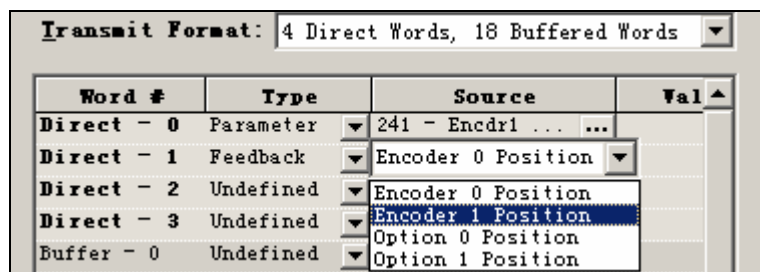 Transmit Format: 4 Direct Words, 18 Buffered Words
Word # Type Source Val
Direct - 0 Parameter 241 - Encdr1 ... ...
Direct - 1 Feedback Encoder 0 Position
Direct - 2 Undefined Encoder 0 Position
Direct - 3 Undefined Encoder 1 Position
Option 0 Position
Buffer - 0 Undefined Option 1 Position